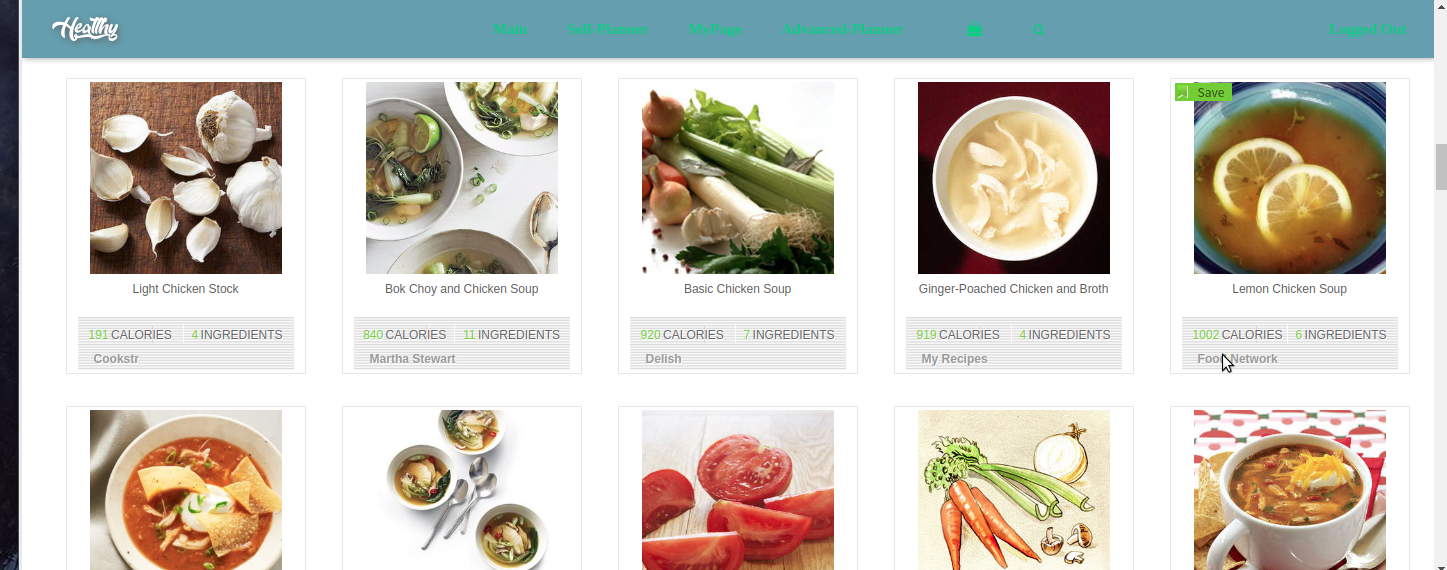 Healthy Main Self-Planner MyPage Advanced-Planner Logged Out
Save
Light Chicken Stock
Bok Choy and Chicken Soup
Basic Chicken Soup
Ginger-Poached Chicken and Broth
Lemon Chicken Soup
191 CALORIES 4 INGREDIENTS
840 CALORIES 11 INGREDIENTS
920 CALORIES 7 INGREDIENTS
919 CALORIES 4 INGREDIENTS
1002 CALORIES 6 INGREDIENTS
Cookstr
Martha Stewart
Delish
My Recipes
Food Network